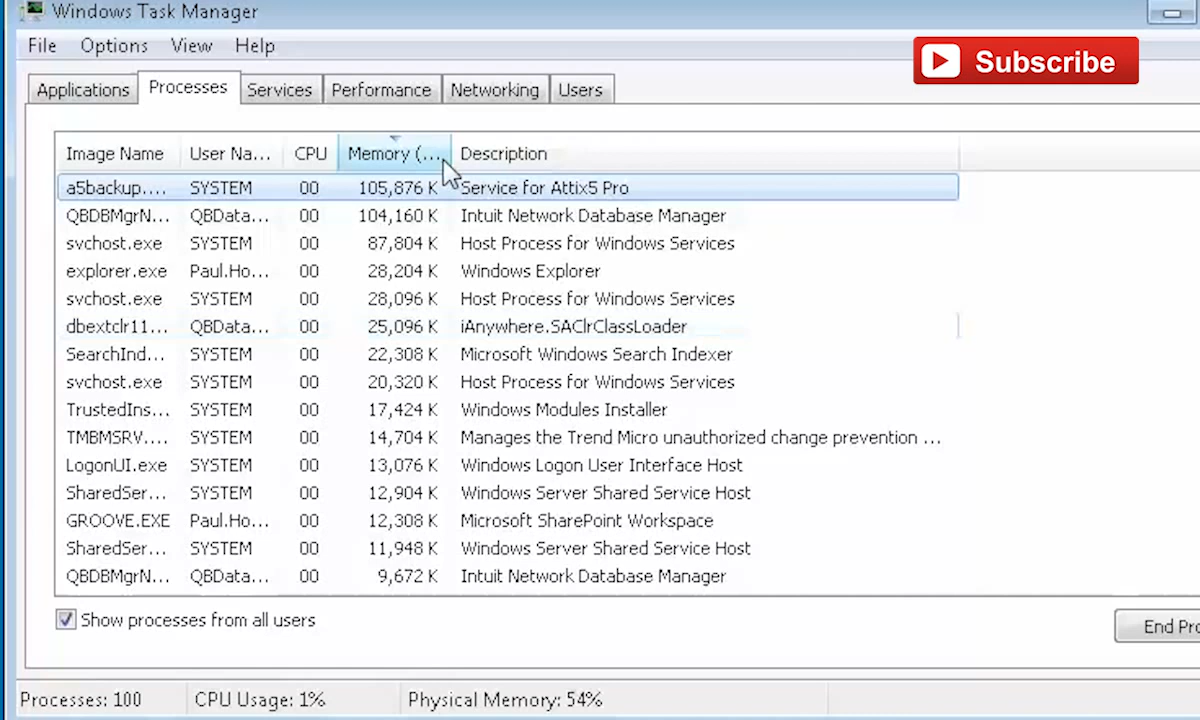 Windows Task Manager
File Options View Help
Subscribe
Applications Processes Services Performance Networking Users
Image Name User Na... CPU Memory (... Description
a5backup.... SYSTEM 00 105,876 K Service for Attix5 Pro
QBDBMgrN... QBData... 00 104,160 K Intuit Network Database Manager
svchost.exe SYSTEM 00 87,804 K Host Process for Windows Services
explorer.exe Paul.Ho... 00 28,204 K Windows Explorer
svchost.exe SYSTEM 00 28,096 K Host Process for Windows Services
dbextclr11... QBData... 00 25,096 K iAnywhere.SAClrClassLoader
SearchInd... SYSTEM 00 22,308 K Microsoft Windows Search Indexer
svchost.exe SYSTEM 00 20,320 K Host Process for Windows Services
TrustedIns... SYSTEM 00 17,424 K Windows Modules Installer
TMBMSRV.... SYSTEM 00 14,704 K Manages the Trend Micro unauthorized change prevention ...
LogonUI.exe SYSTEM 00 13,076 K Windows Logon User Interface Host
SharedSer... SYSTEM 00 12,904 K Windows Server Shared Service Host
GROOVE.EXE Paul.Ho... 00 12,308 K Microsoft SharePoint Workspace
SharedSer... SYSTEM 00 11,948 K Windows Server Shared Service Host
QBDBMgrN... QBData... 00 9,672 K Intuit Network Database Manager
Show processes from all users
End Pro
Processes: 100 CPU Usage: 1% Physical Memory: 54%